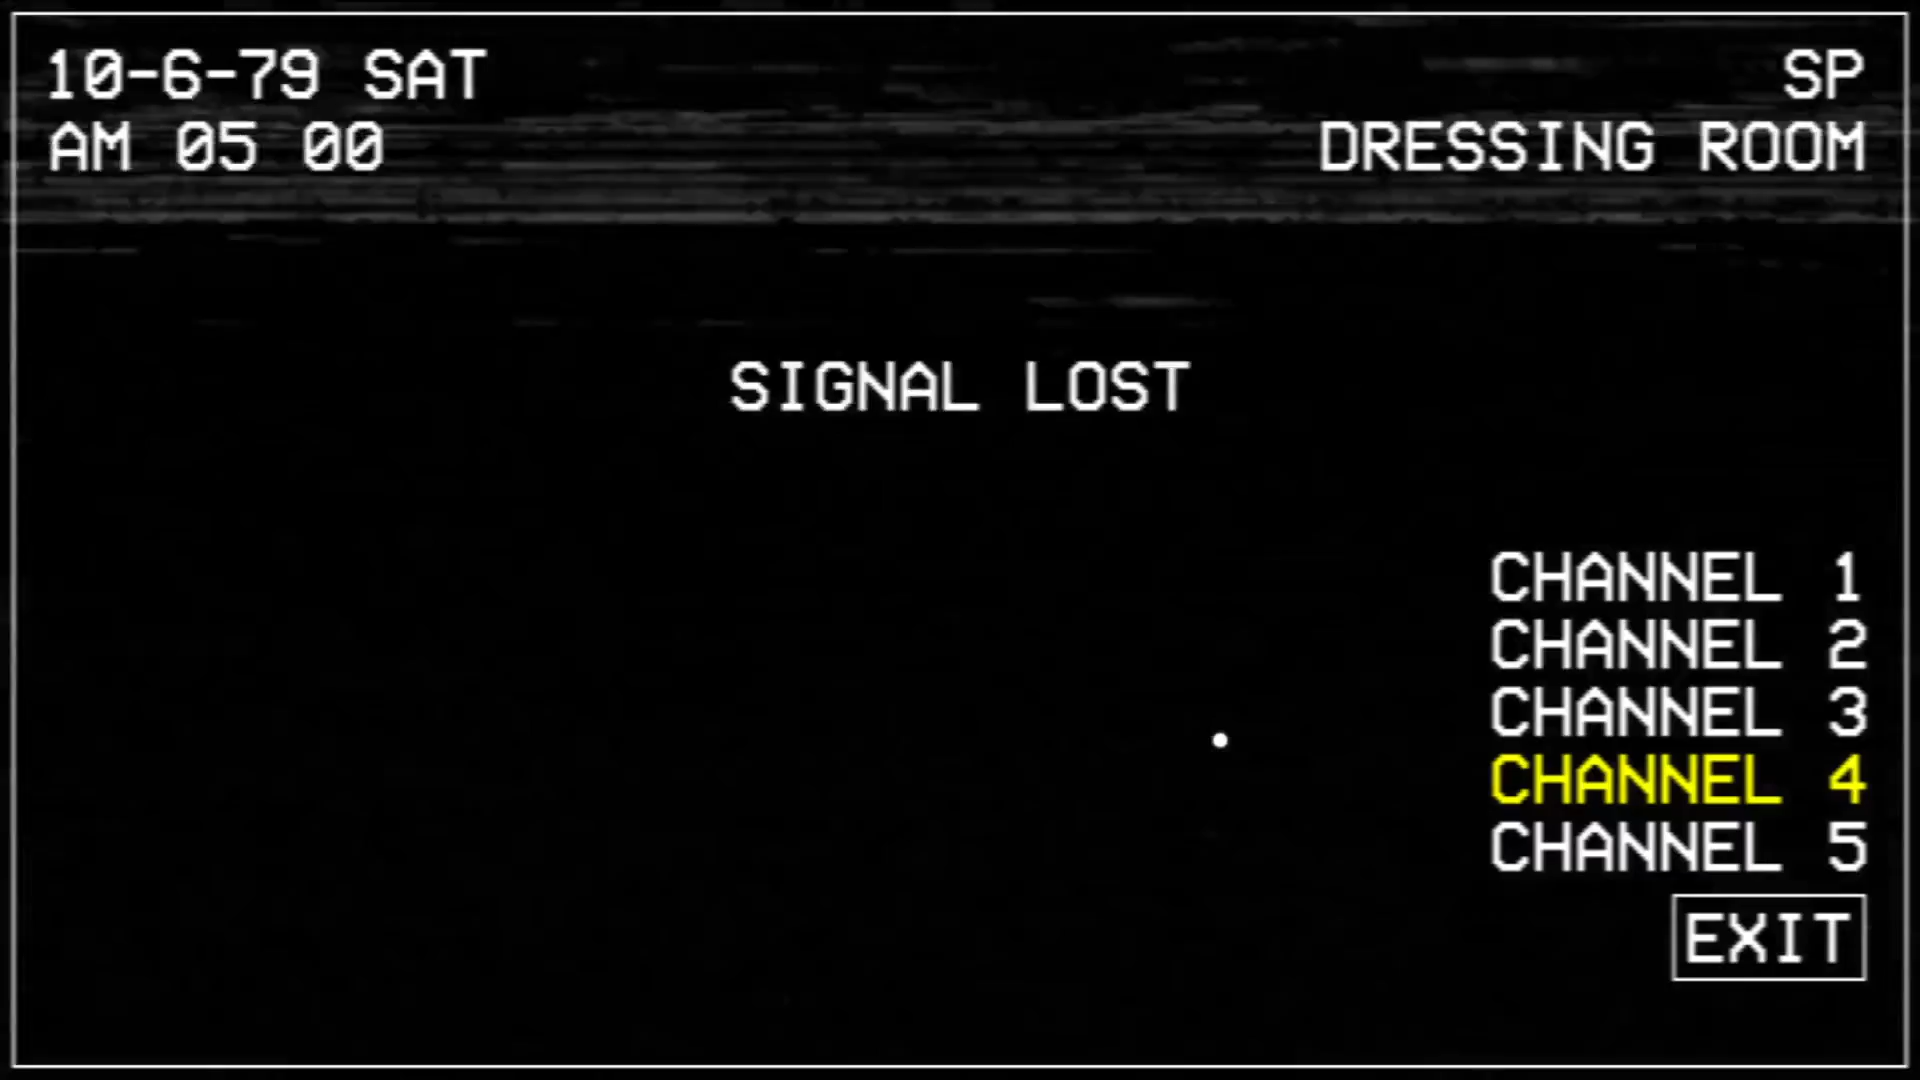 10-6-79 SAT
SP
AM 05 00
DRESSING ROOM
SIGNAL LOST
CHANNEL 1
CHANNEL 2
CHANNEL 3
CHANNEL 4
CHANNEL 5
EXIT